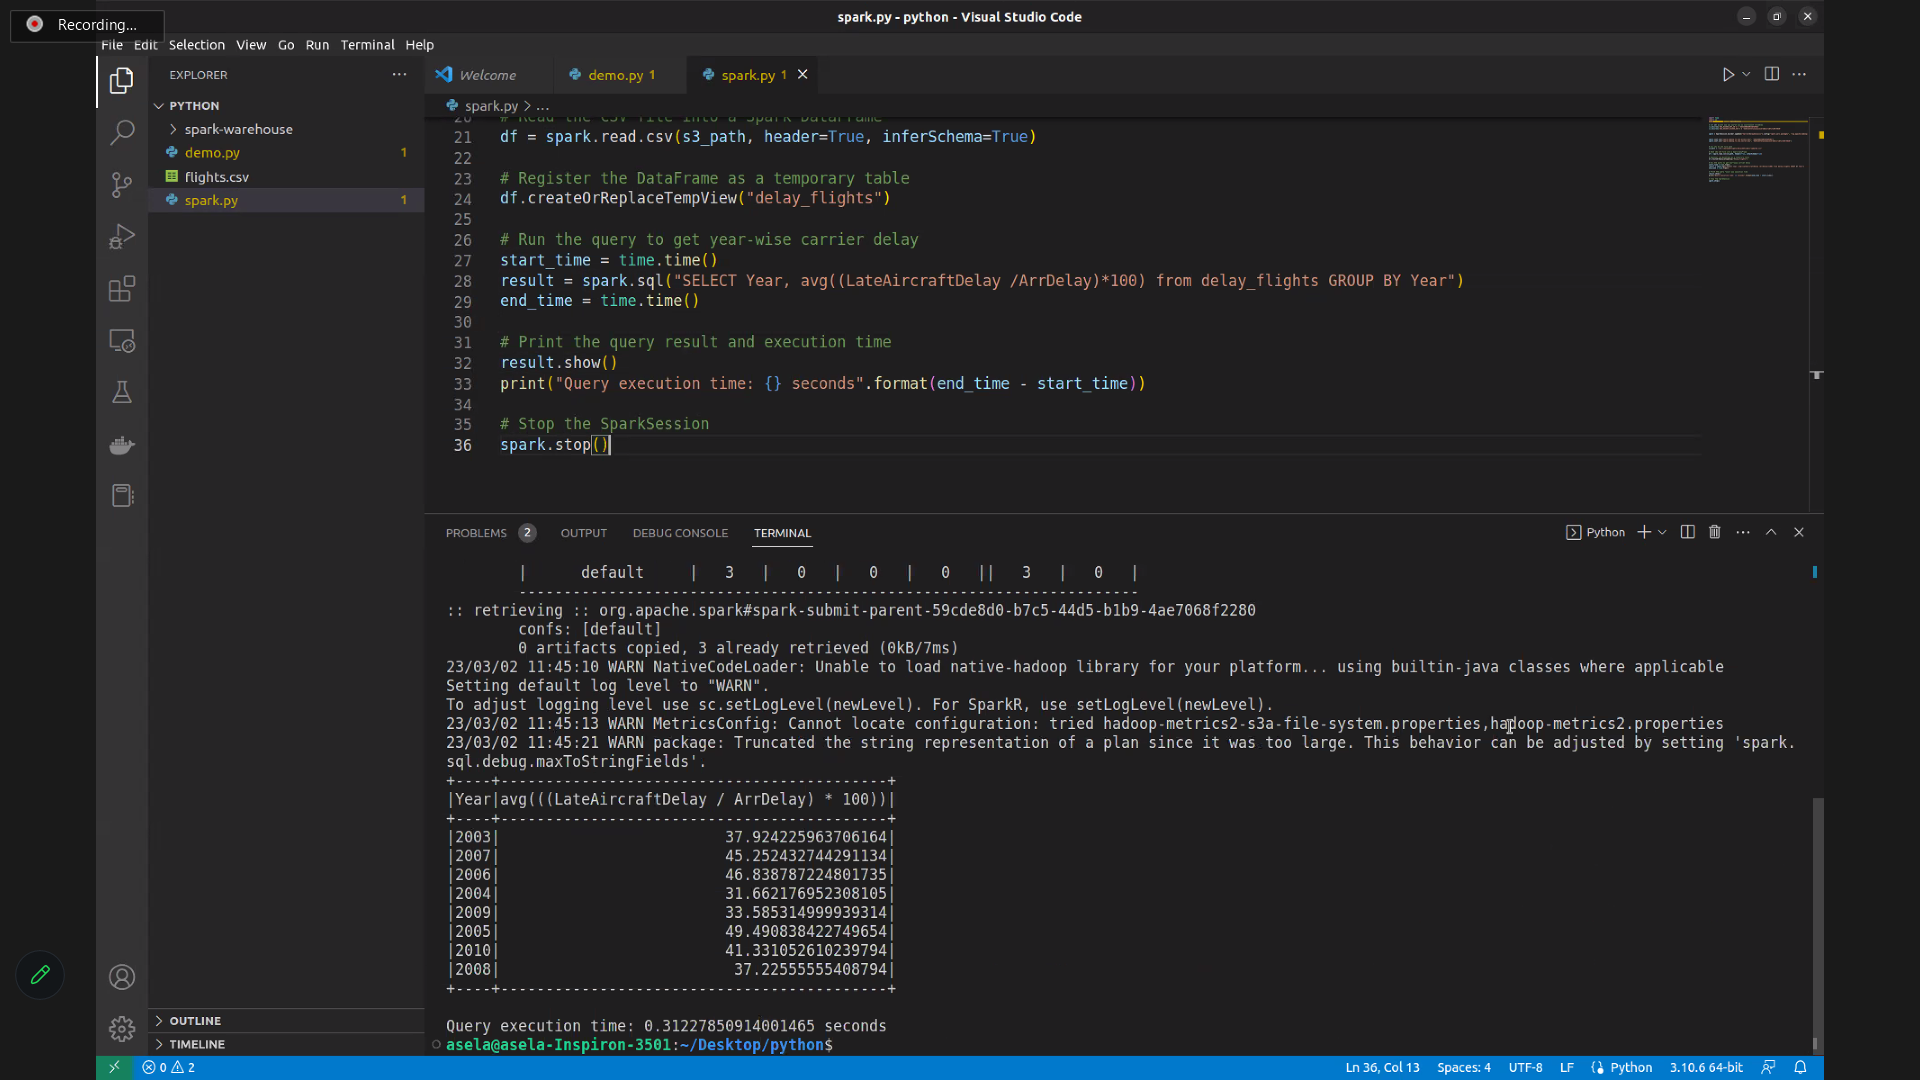 Recording...
spark.py - python - Visual Studio Code
File Edit Selection View Go Run Terminal Help
EXPLORER
Welcome
demo.py 1
spark.py 1
PYTHON
spark-warehouse
demo.py 1
flights.csv
spark.py 1
spark.py > ...
20 # Read the CSV file into a Spark DataFrame
21 df = spark.read.csv(s3_path, header=True, inferSchema=True)
22
23 # Register the DataFrame as a temporary table
24 df.createOrReplaceTempView("delay_flights")
25
26 # Run the query to get year-wise carrier delay
27 start_time = time.time()
28 result = spark.sql("SELECT Year, avg((LateAircraftDelay /ArrDelay)*100) from delay_flights GROUP BY Year")
29 end_time = time.time()
30
31 # Print the query result and execution time
32 result.show()
33 print("Query execution time: {} seconds".format(end_time - start_time))
34
35 # Stop the SparkSession
36 spark.stop()
PROBLEMS 2 OUTPUT DEBUG CONSOLE TERMINAL
Python
| default | 3 | 0 | 0 | 0 || 3 | 0 |
---------------------------------------------------------------------
:: retrieving :: org.apache.spark#spark-submit-parent-59cde8d0-b7c5-44d5-b1b9-4ae7068f2280
confs: [default]
0 artifacts copied, 3 already retrieved (0kB/7ms)
23/03/02 11:45:10 WARN NativeCodeLoader: Unable to load native-hadoop library for your platform... using builtin-java classes where applicable
Setting default log level to "WARN".
To adjust logging level use sc.setLogLevel(newLevel). For SparkR, use setLogLevel(newLevel).
23/03/02 11:45:13 WARN MetricsConfig: Cannot locate configuration: tried hadoop-metrics2-s3a-file-system.properties,hadoop-metrics2.properties
23/03/02 11:45:21 WARN package: Truncated the string representation of a plan since it was too large. This behavior can be adjusted by setting 'spark.
sql.debug.maxToStringFields'.
+----+-------------------------------------------+
|Year|avg(((LateAircraftDelay / ArrDelay) * 100))|
+----+-------------------------------------------+
|2003| 37.924225963706164|
|2007| 45.252432744291134|
|2006| 46.838787224801735|
|2004| 31.662176952308105|
|2009| 33.585314999939314|
|2005| 49.490838422749654|
|2010| 41.331052610239794|
|2008| 37.22555555408794|
+----+-------------------------------------------+
Query execution time: 0.31227850914001465 seconds
asela@asela-Inspiron-3501:~/Desktop/python$
OUTLINE
TIMELINE
0 2
Ln 36, Col 13 Spaces: 4 UTF-8 LF Python 3.10.6 64-bit